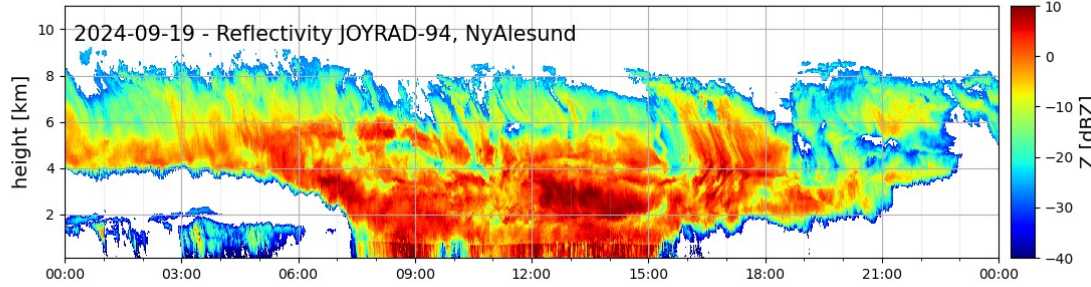 2024-09-19 - Reflectivity JOYRAD-94, NyAlesund
height [km]
10
8
6
4
2
00:00 03:00 06:00 09:00 12:00 15:00 18:00 21:00 00:00
10
0
−10
−20
−30
−40
Z [dBZ]